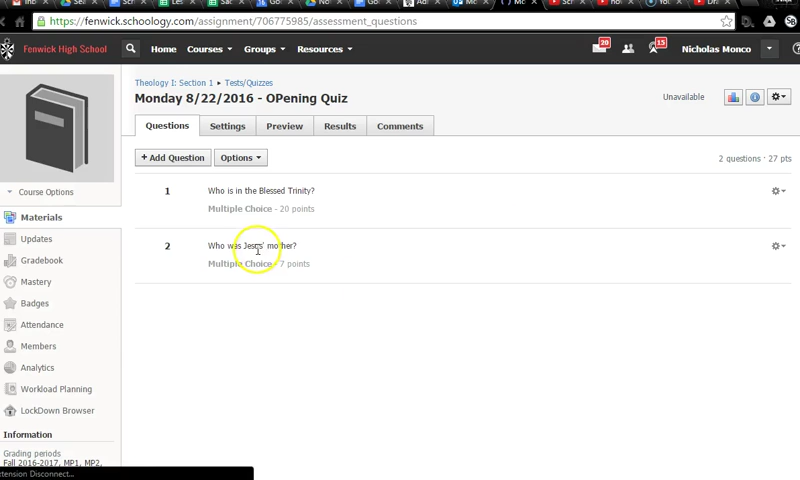 https://fenwick.schoology.com/assignment/706775985/assessment_questions
Fenwick High School
Home Courses Groups Resources 20 15 Nicholas Monco
Theology I: Section 1 ▸ Tests/Quizzes
Monday 8/22/2016 - OPening Quiz
Unavailable
Questions Settings Preview Results Comments
+ Add Question Options
2 questions · 27 pts
1 Who is in the Blessed Trinity?
Multiple Choice - 20 points
2 Who was Jesus' mother?
Multiple Choice - 7 points
Course Options
Materials
Updates
Gradebook
Mastery
Badges
Attendance
Members
Analytics
Workload Planning
LockDown Browser
Information
Grading periods
Fall 2016-2017, MP1, MP2,
tension Disconnect...